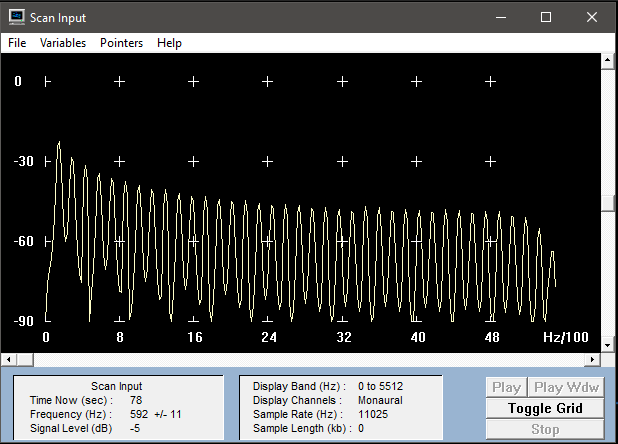 Scan Input
File Variables Pointers Help
0
-30
-60
-90
0 8 16 24 32 40 48 Hz/100
Scan Input
Time Now (sec) : 78
Frequency (Hz) : 592 +/- 11
Signal Level (dB) -5
Display Band (Hz) : 0 to 5512
Display Channels : Monaural
Sample Rate (Hz) : 11025
Sample Length (kb) : 0
Play Play Wdw
Toggle Grid
Stop